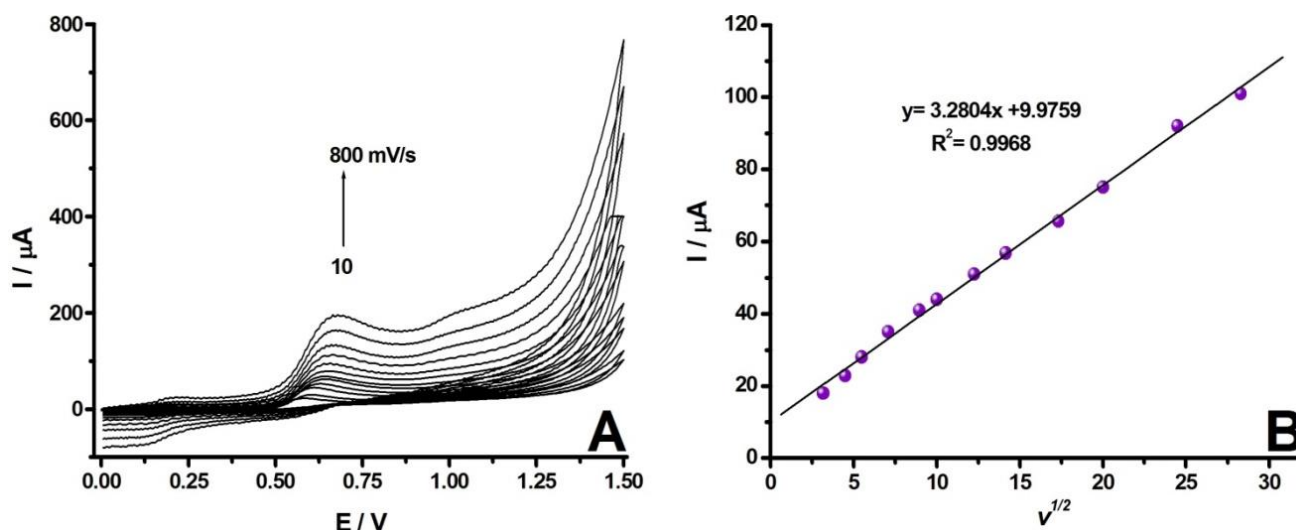 800
600
400
200
0
I / µA
0.00 0.25 0.50 0.75 1.00 1.25 1.50
E / V
800 mV/s
10
A
120
100
80
60
40
20
0
I / µA
0 5 10 15 20 25 30
v^1/2
y= 3.2804x +9.9759
R²= 0.9968
B